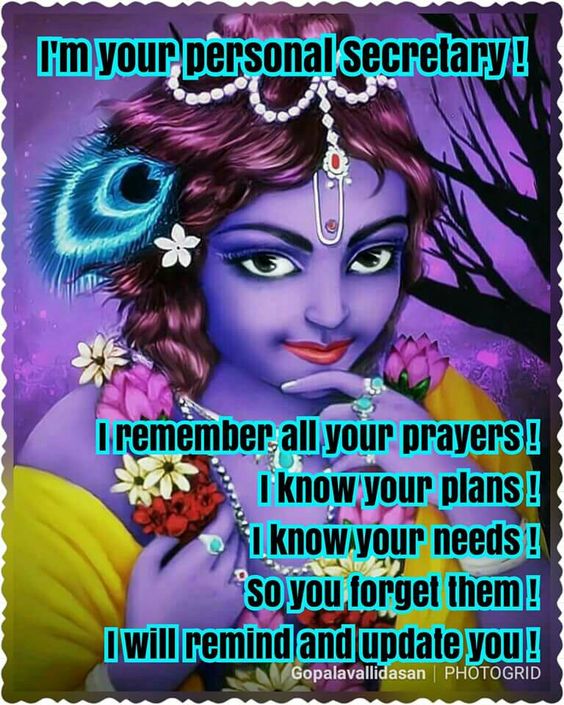 I'm your personal Secretary !
I remember all your prayers !
I know your plans !
I know your needs !
So you forget them !
I will remind and update you !
Gopalavallidasan | PHOTOGRID